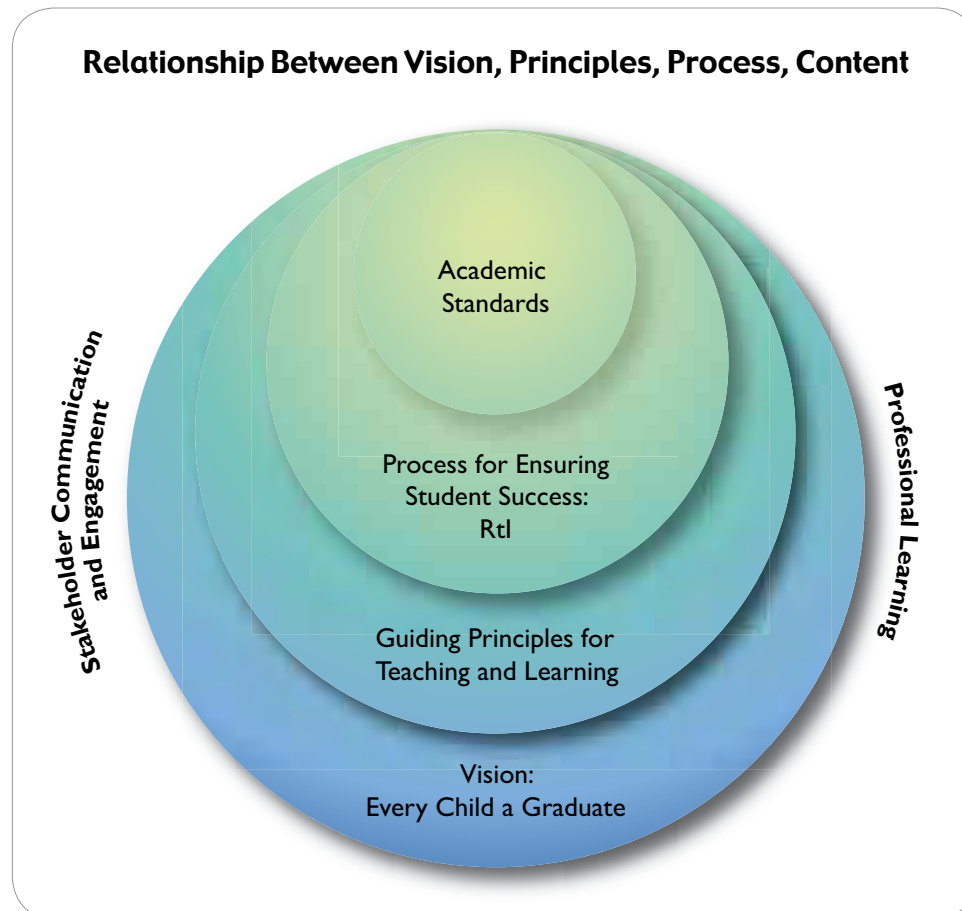 Relationship Between Vision, Principles, Process, Content
Academic
Standards
Process for Ensuring
Student Success:
RtI
Guiding Principles for
Teaching and Learning
Vision:
Every Child a Graduate
Stakeholder Communication
and Engagement
Professional Learning